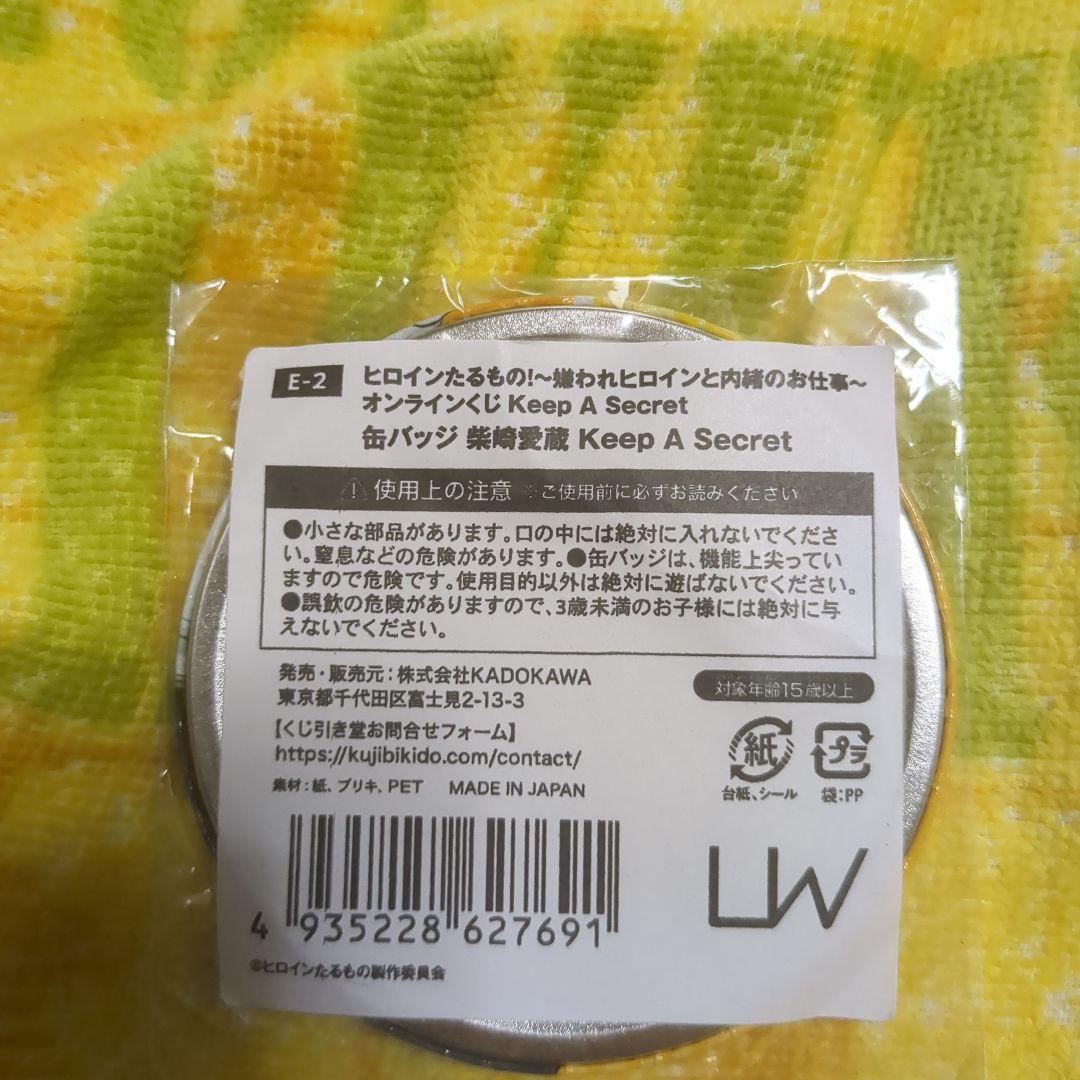 E-2
ヒロインたるもの!~嫌われヒロインと内緒のお仕事~
オンラインくじ Keep A Secret
缶バッジ 柴崎愛蔵 Keep A Secret
使用上の注意 ※ご使用前に必ずお読みください
●小さな部品があります。口の中には絶対に入れないでくださ
い。窒息などの危険があります。●缶バッジは、機能上尖ってい
ますので危険です。使用目的以外は絶対に遊ばないでください。
●誤飲の危険がありますので、3歳未満のお子様には絶対に与
えないでください。
発売・販売元:株式会社KADOKAWA
東京都千代田区富士見2-13-3
対象年齢15歳以上
【くじ引き堂お問合せフォーム】
https://kujibikido.com/contact/
素材:紙、ブリキ、PET MADE IN JAPAN
紙
台紙、シール
プラ
袋:PP
4 935228 627691
UW
©ヒロインたるもの製作委員会